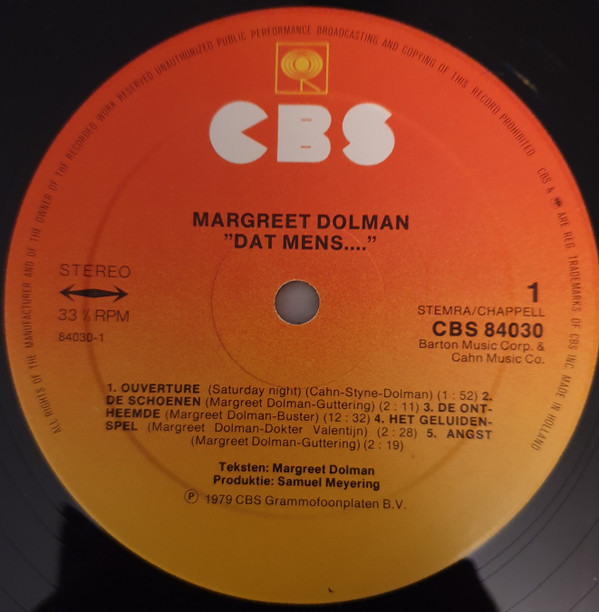 ALL RIGHTS OF THE MANUFACTURER AND OF THE OWNER OF THE RECORDED WORK RESERVED UNAUTHORIZED PUBLIC PERFORMANCE BROADCASTING AND COPYING OF THIS RECORD PROHIBITED. CBS & ARE REG. TRADEMARKS OF CBS INC. MADE IN HOLLAND
CBS
MARGREET DOLMAN
"DAT MENS...."
STEREO
33 ⅓ RPM
84030-1
1
STEMRA/CHAPPELL
CBS 84030
Barton Music Corp. &
Cahn Music Co.
1. OUVERTURE (Saturday night) (Cahn-Styne-Dolman) (1 : 52) 2.
DE SCHOENEN (Margreet Dolman-Guttering) (2 : 11) 3. DE ONT-
HEEMDE (Margreet Dolman-Buster) (12 : 32) 4. HET GELUIDEN-
SPEL (Margreet Dolman-Dokter Valentijn) (2 : 28) 5. ANGST
(Margreet Dolman-Guttering) (2 : 19)
Teksten: Margreet Dolman
Produktie: Samuel Meyering
℗ 1979 CBS Grammofoonplaten B.V.